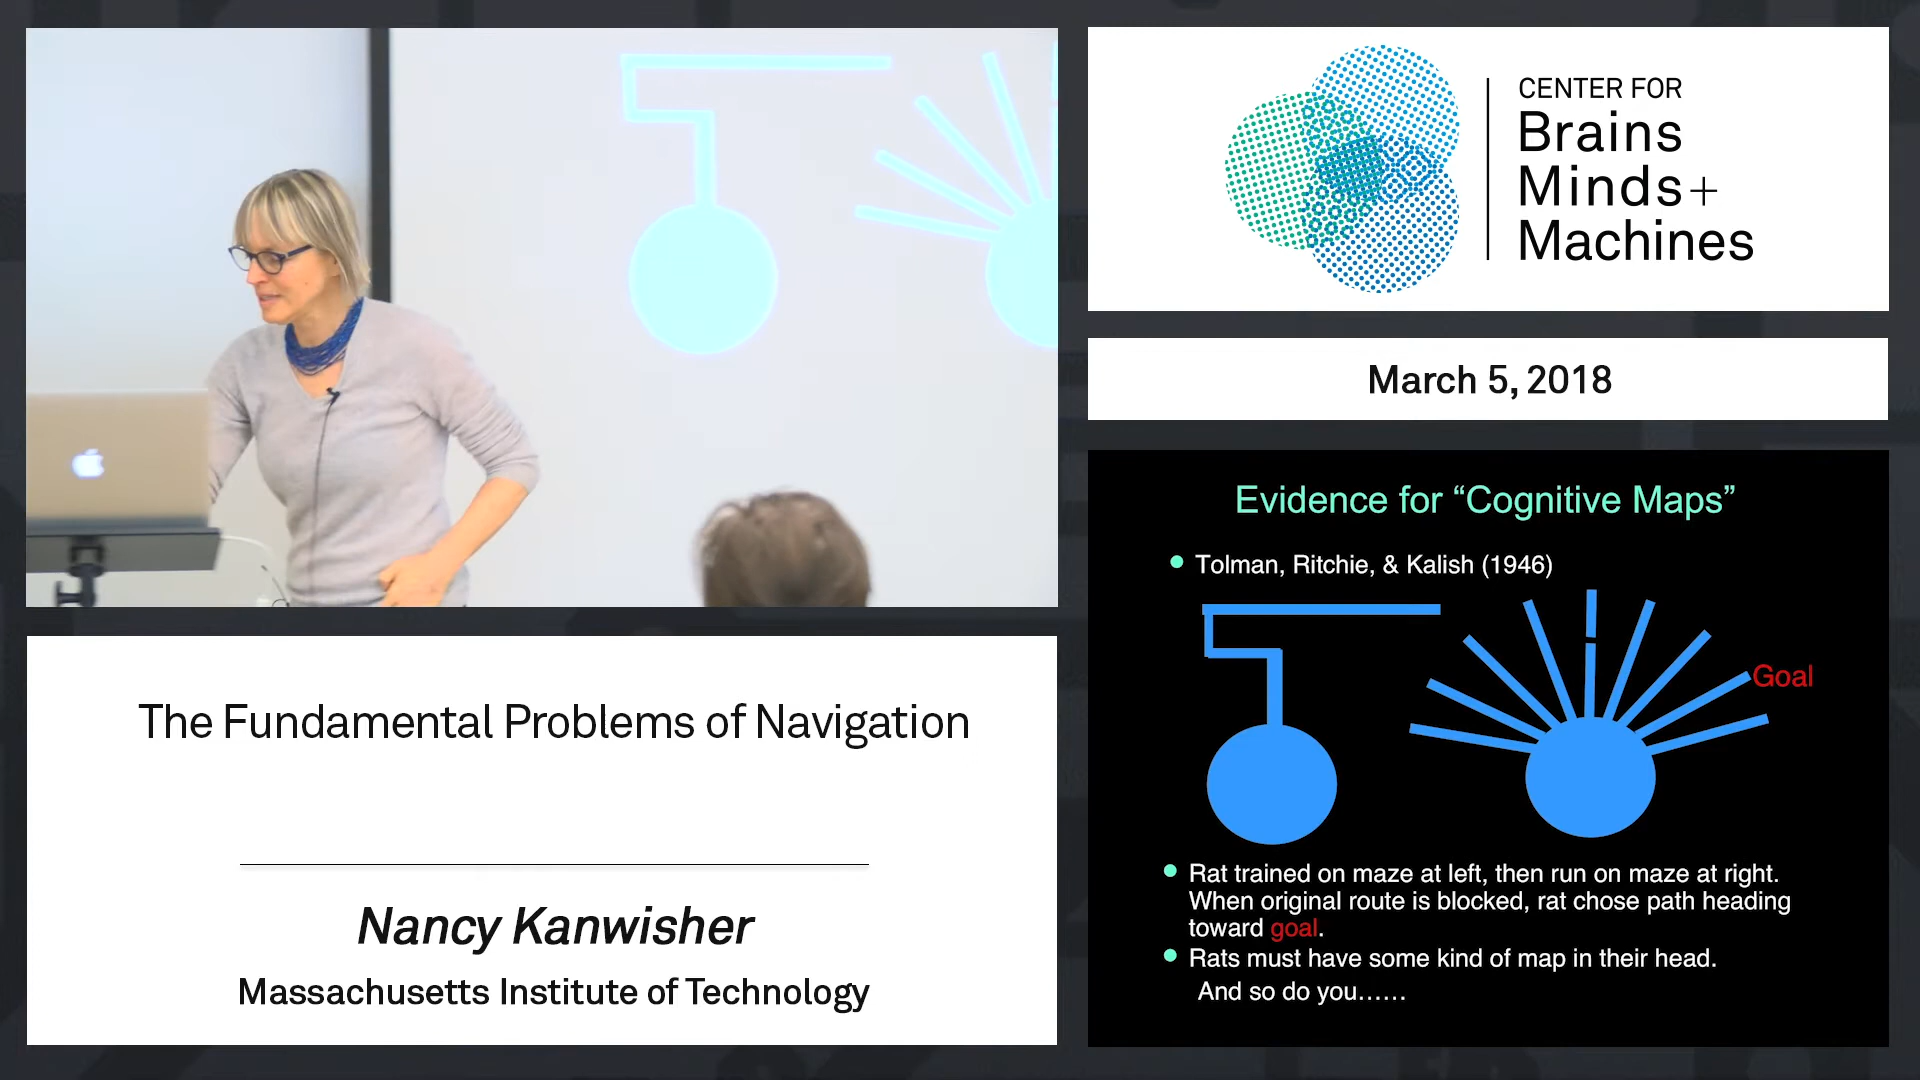 CENTER FOR
Brains
Minds+
Machines
March 5, 2018
The Fundamental Problems of Navigation
Nancy Kanwisher
Massachusetts Institute of Technology
Evidence for “Cognitive Maps”
Tolman, Ritchie, & Kalish (1946)
Goal
Rat trained on maze at left, then run on maze at right.
When original route is blocked, rat chose path heading
toward goal.
Rats must have some kind of map in their head.
And so do you......